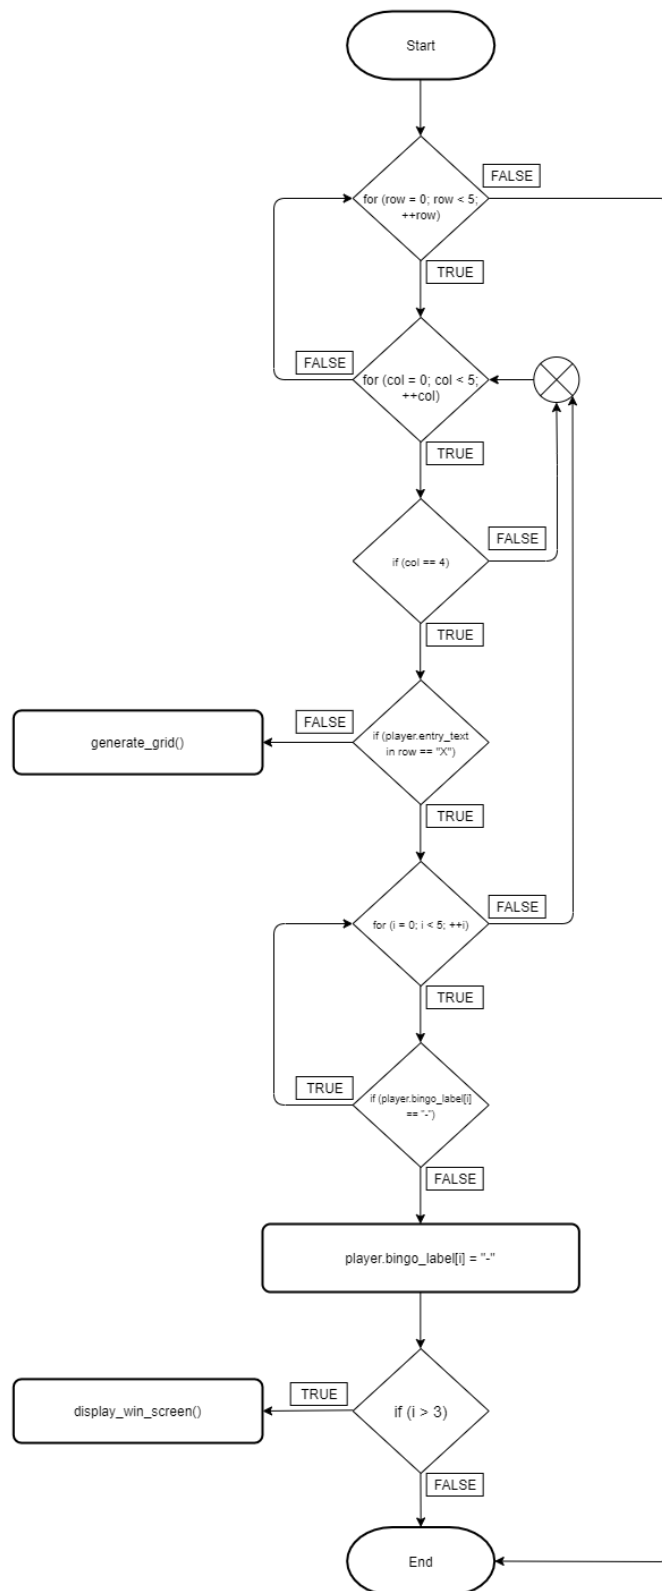 Start
FALSE
for (row = 0; row < 5;
++row)
TRUE
FALSE
for (col = 0; col < 5;
++col)
TRUE
FALSE
if (col == 4)
TRUE
FALSE
generate_grid()
if (player.entry_text
in row == "X")
TRUE
FALSE
for (i = 0; i < 5; ++i)
TRUE
TRUE
if (player.bingo_label[i]
== "-")
FALSE
player.bingo_label[i] = "-"
TRUE
display_win_screen()
if (i > 3)
FALSE
End